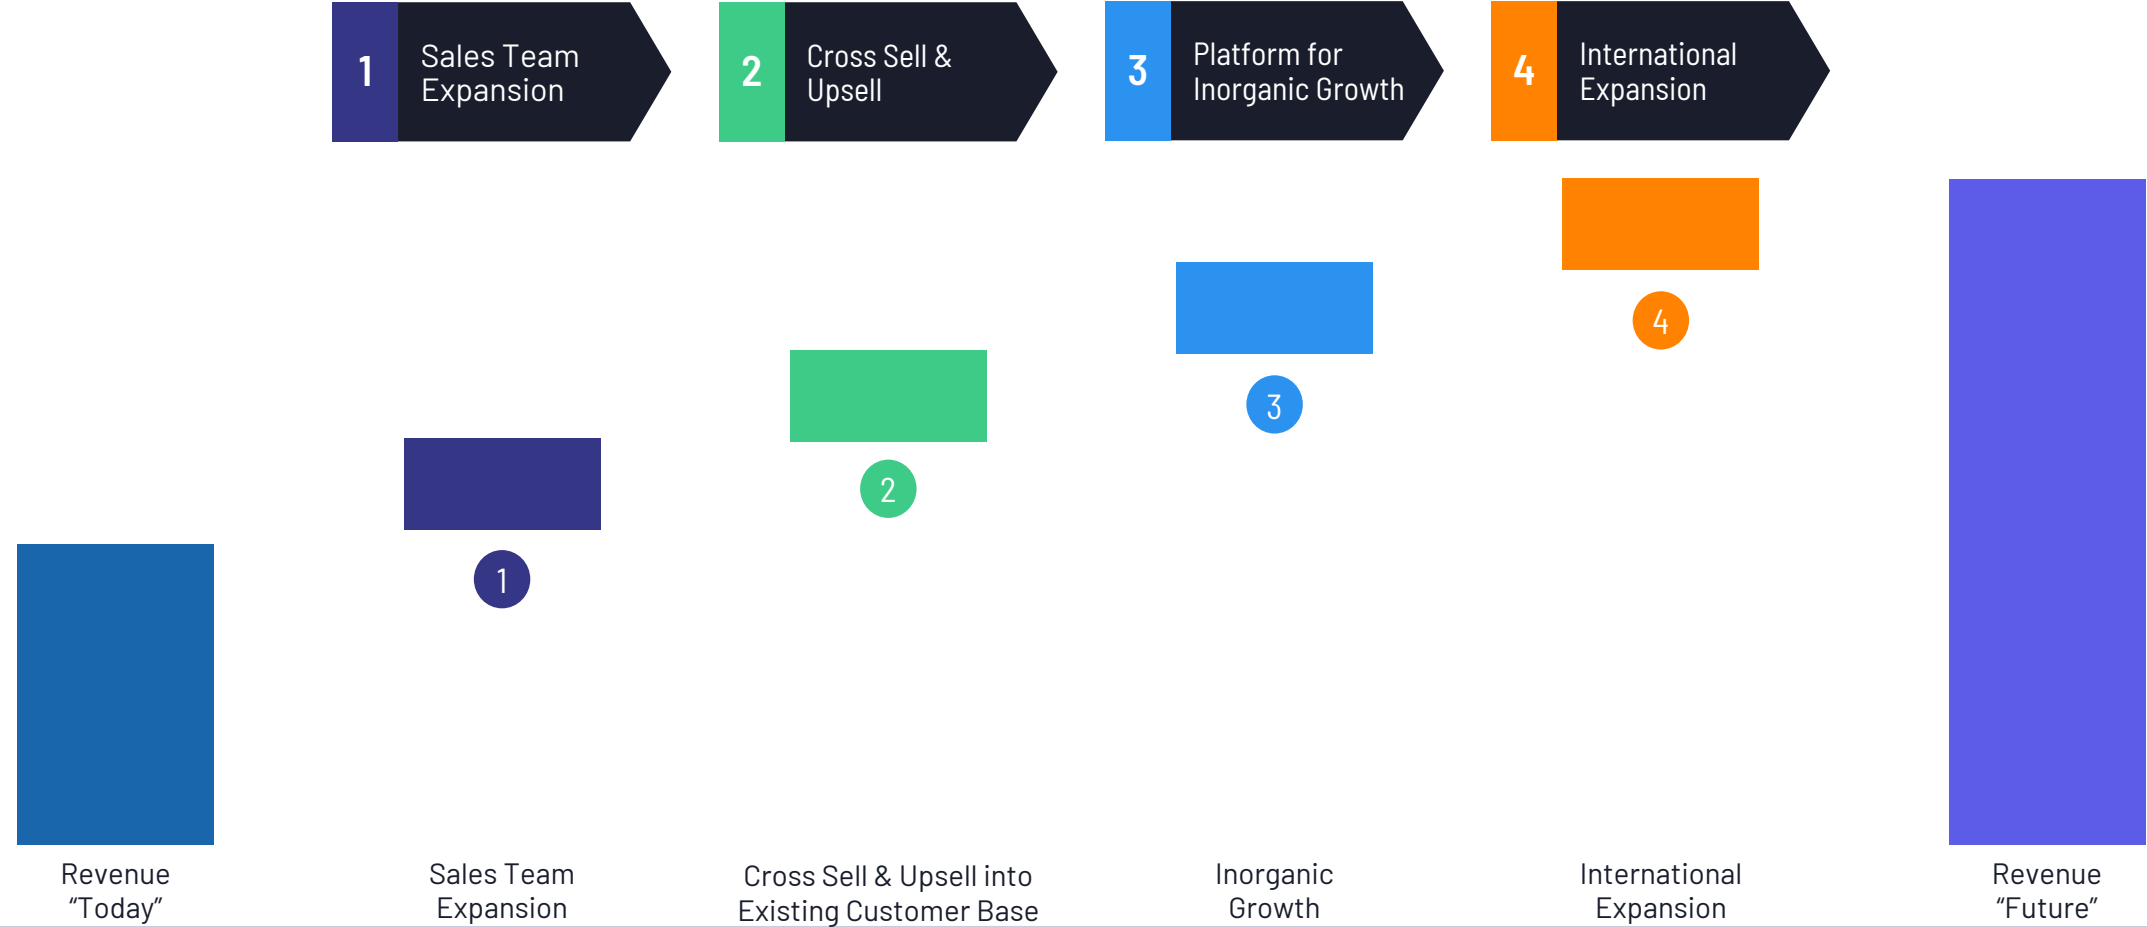 1
Sales Team
Expansion
2
Cross Sell &
Upsell
3
Platform for
Inorganic Growth
4
International
Expansion
4
3
2
1
Revenue
“Today”
Sales Team
Expansion
Cross Sell & Upsell into
Existing Customer Base
Inorganic
Growth
International
Expansion
Revenue
“Future”